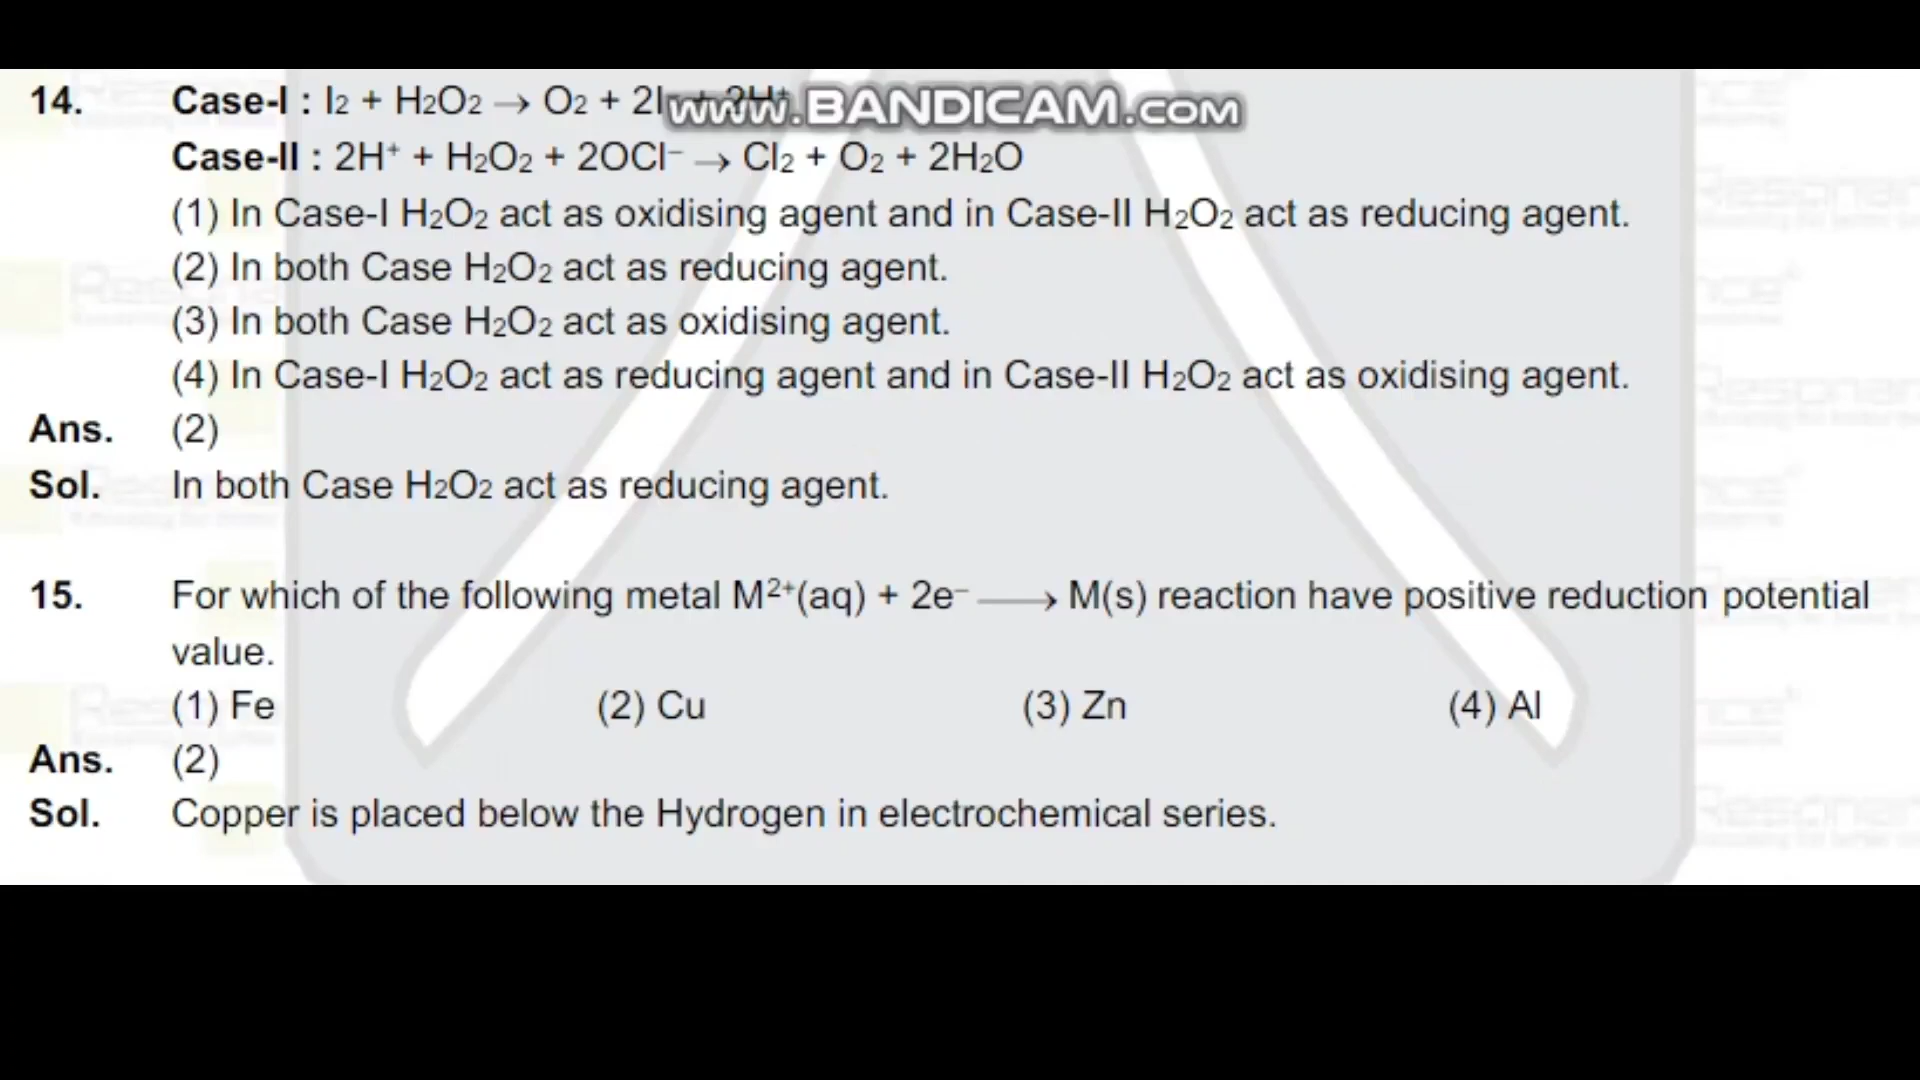 14. Case-I : I2 + H2O2 → O2 + 2I⁻ + 2H⁺
www.BANDICAM.com
Case-II : 2H⁺ + H2O2 + 2OCl⁻ → Cl2 + O2 + 2H2O
(1) In Case-I H2O2 act as oxidising agent and in Case-II H2O2 act as reducing agent.
(2) In both Case H2O2 act as reducing agent.
(3) In both Case H2O2 act as oxidising agent.
(4) In Case-I H2O2 act as reducing agent and in Case-II H2O2 act as oxidising agent.
Ans. (2)
Sol. In both Case H2O2 act as reducing agent.
15. For which of the following metal M²⁺(aq) + 2e⁻ ⟶ M(s) reaction have positive reduction potential
value.
(1) Fe (2) Cu (3) Zn (4) Al
Ans. (2)
Sol. Copper is placed below the Hydrogen in electrochemical series.